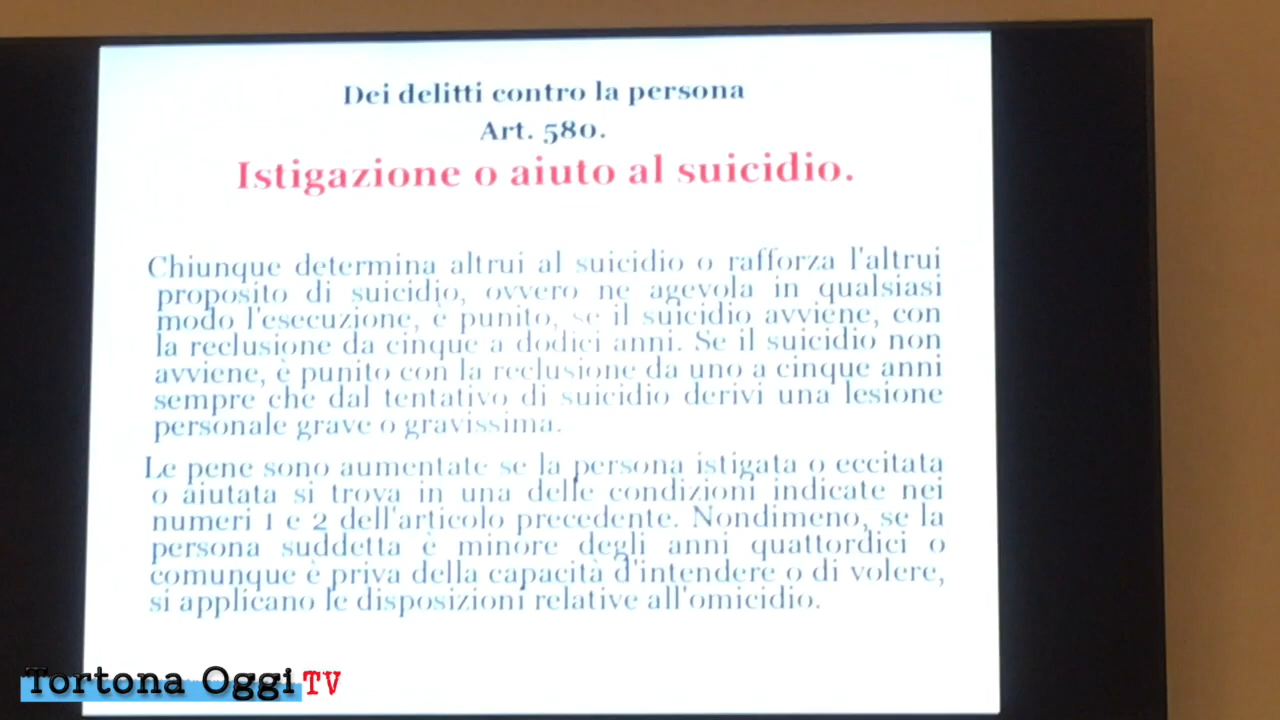 Dei delitti contro la persona
Art. 580.
Istigazione o aiuto al suicidio.
Chiunque determina altrui al suicidio o rafforza l'altrui
proposito di suicidio, ovvero ne agevola in qualsiasi
modo l'esecuzione, è punito, se il suicidio avviene, con
la reclusione da cinque a dodici anni. Se il suicidio non
avviene, è punito con la reclusione da uno a cinque anni
sempre che dal tentativo di suicidio derivi una lesione
personale grave o gravissima.
Le pene sono aumentate se la persona istigata o eccitata
o aiutata si trova in una delle condizioni indicate nei
numeri 1 e 2 dell'articolo precedente. Nondimeno, se la
persona suddetta è minore degli anni quattordici o
comunque è priva della capacità d'intendere o di volere,
si applicano le disposizioni relative all'omicidio.
Tortona Oggi TV